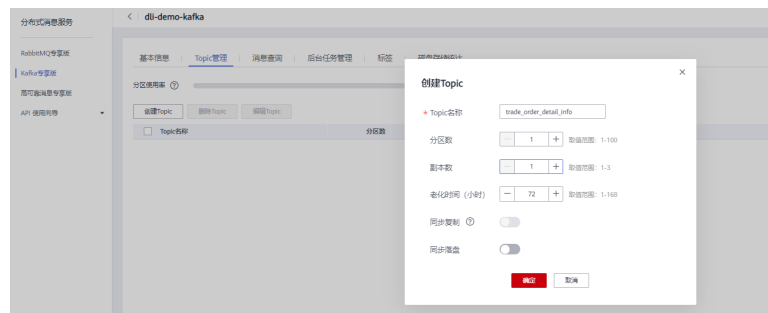 分布式消息服务
dli-demo-kafka
RabbitMQ专享版
Kafka专享版
API 使用向导
基本信息
Topic管理
消息查询
后台任务管理
标签
磁盘存储统计
分区使用率
创建Topic
删除Topic
编辑Topic
Topic名称
分区数
创建Topic
* Topic名称
trade_order_detail_info
分区数
1
取值范围: 1-100
副本数
1
取值范围: 1-3
老化时间（小时）
72
取值范围: 1-168
同步复制
同步落盘
确定
取消